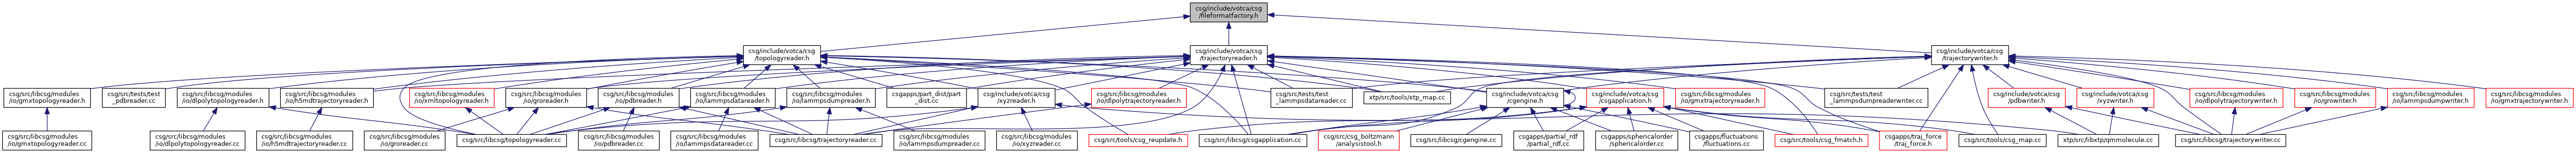 csg/include/votca/csg
/fileformatfactory.h
csg/include/votca/csg
/topologyreader.h
csg/include/votca/csg
/trajectoryreader.h
csg/include/votca/csg
/trajectorywriter.h
csg/src/libcsg/modules
/io/gmxtopologyreader.h
csg/src/tests/test
_pdbreader.cc
csg/src/libcsg/modules
/io/dlpolytopologyreader.h
csg/src/libcsg/modules
/io/h5mdtrajectoryreader.h
csg/src/libcsg/modules
/io/xmltopologyreader.h
csg/src/libcsg/modules
/io/groreader.h
csg/src/libcsg/modules
/io/pdbreader.h
csg/src/libcsg/modules
/io/lammpsdatareader.h
csg/src/libcsg/modules
/io/lammpsdumpreader.h
csgapps/part_dist/part
_dist.cc
csg/include/votca/csg
/xyzreader.h
csg/src/libcsg/modules
/io/dlpolytrajectoryreader.h
csg/src/tests/test
_lammpsdatareader.cc
xtp/src/tools/xtp_map.cc
csg/include/votca/csg
/cgengine.h
csg/include/votca/csg
/csgapplication.h
csg/src/libcsg/modules
/io/gmxtrajectoryreader.h
csg/src/tests/test
_lammpsdumpreaderwriter.cc
csg/include/votca/csg
/pdbwriter.h
csg/include/votca/csg
/xyzwriter.h
csg/src/libcsg/modules
/io/dlpolytrajectorywriter.h
csg/src/libcsg/modules
/io/growriter.h
csg/src/libcsg/modules
/io/lammpsdumpwriter.h
csg/src/libcsg/modules
/io/gmxtrajectorywriter.h
csg/src/libcsg/modules
/io/gmxtopologyreader.cc
csg/src/libcsg/modules
/io/dlpolytopologyreader.cc
csg/src/libcsg/modules
/io/h5mdtrajectoryreader.cc
csg/src/libcsg/modules
/io/groreader.cc
csg/src/libcsg/topologyreader.cc
csg/src/libcsg/modules
/io/pdbreader.cc
csg/src/libcsg/modules
/io/lammpsdatareader.cc
csg/src/libcsg/trajectoryreader.cc
csg/src/libcsg/modules
/io/lammpsdumpreader.cc
csg/src/libcsg/modules
/io/xyzreader.cc
csg/src/tools/csg_reupdate.h
csg/src/libcsg/csgapplication.cc
csg/src/csg_boltzmann
/analysistool.h
csg/src/libcsg/cgengine.cc
csgapps/partial_rdf
/partial_rdf.cc
csgapps/sphericalorder
/sphericalorder.cc
csgapps/fluctuations
/fluctuations.cc
csg/src/tools/csg_fmatch.h
csgapps/traj_force
/traj_force.h
csg/src/tools/csg_map.cc
xtp/src/libxtp/qmmolecule.cc
csg/src/libcsg/trajectorywriter.cc